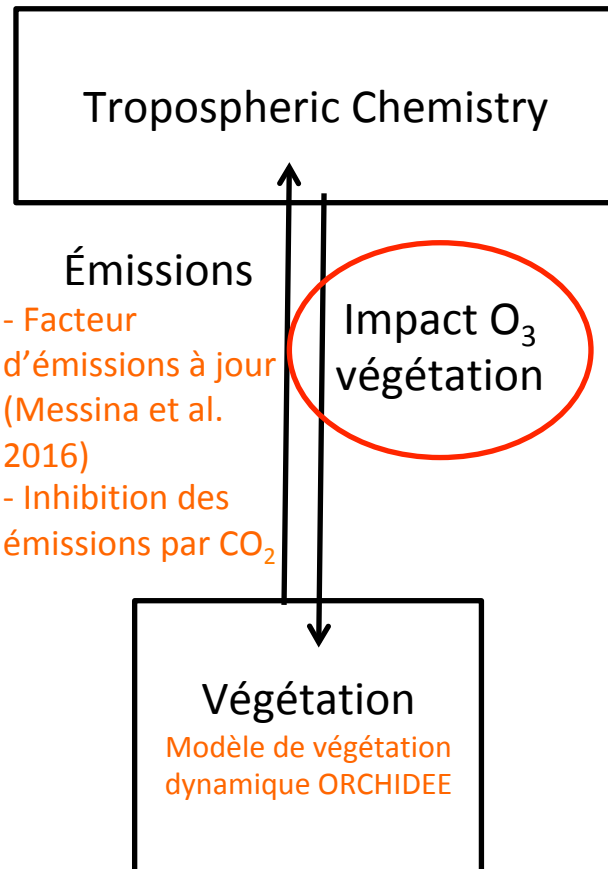 Tropospheric Chemistry
Émissions
- Facteur
d’émissions à jour
(Messina et al.
2016)
- Inhibition des
émissions par CO₂
Impact O₃
végétation
Végétation
Modèle de végétation
dynamique ORCHIDEE